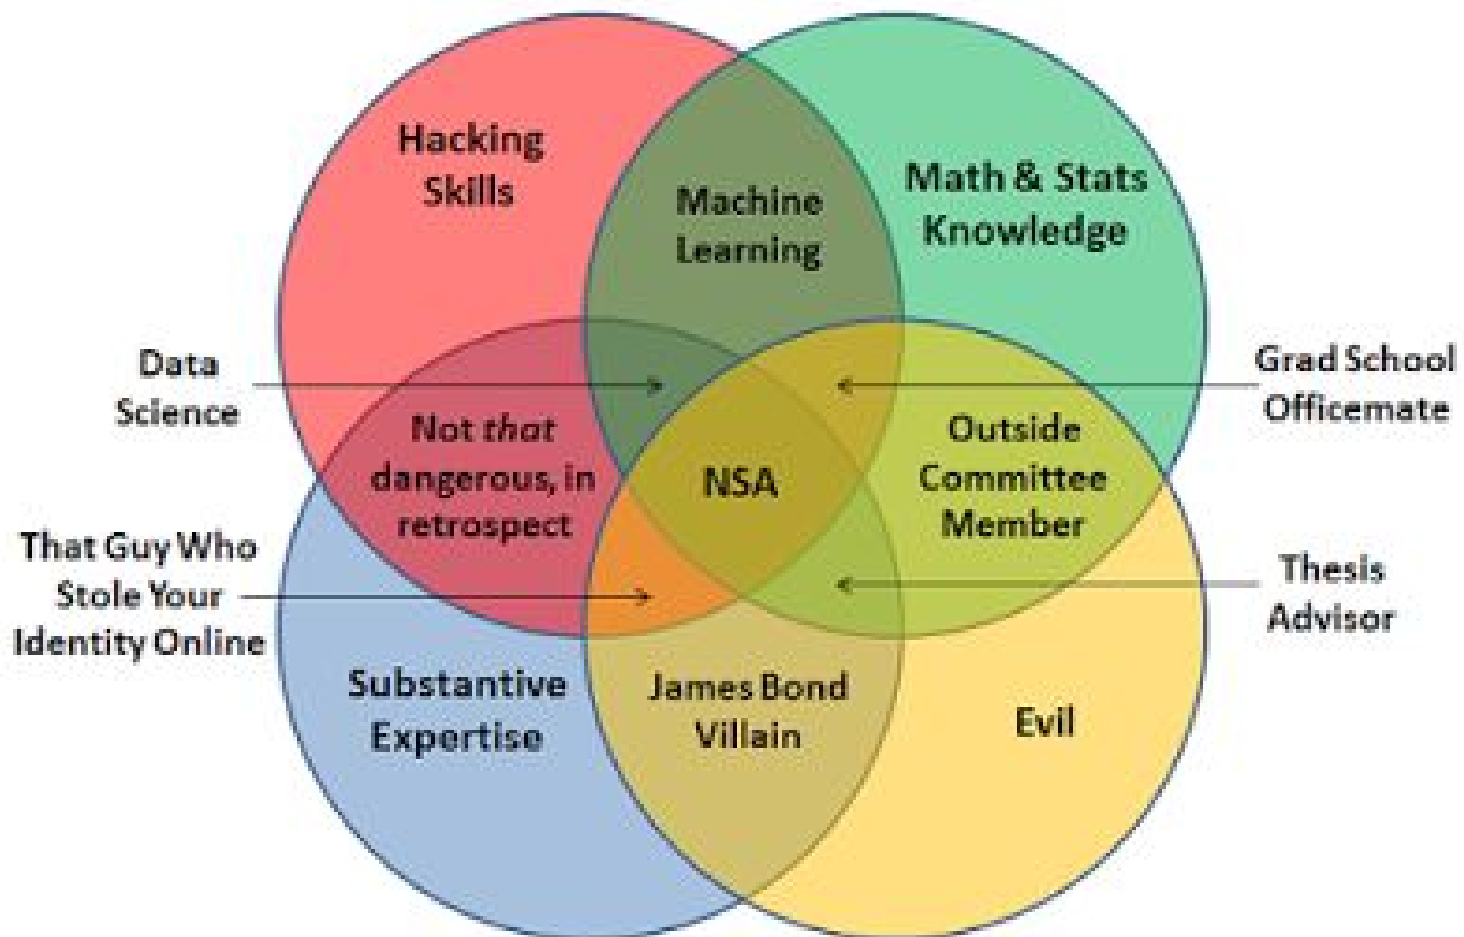 Hacking
Skills
Machine
Learning
Math & Stats
Knowledge
Data
Science
Grad School
Officemate
Not that
dangerous, in
retrospect
NSA
Outside
Committee
Member
That Guy Who
Stole Your
Identity Online
Thesis
Advisor
Substantive
Expertise
James Bond
Villain
Evil